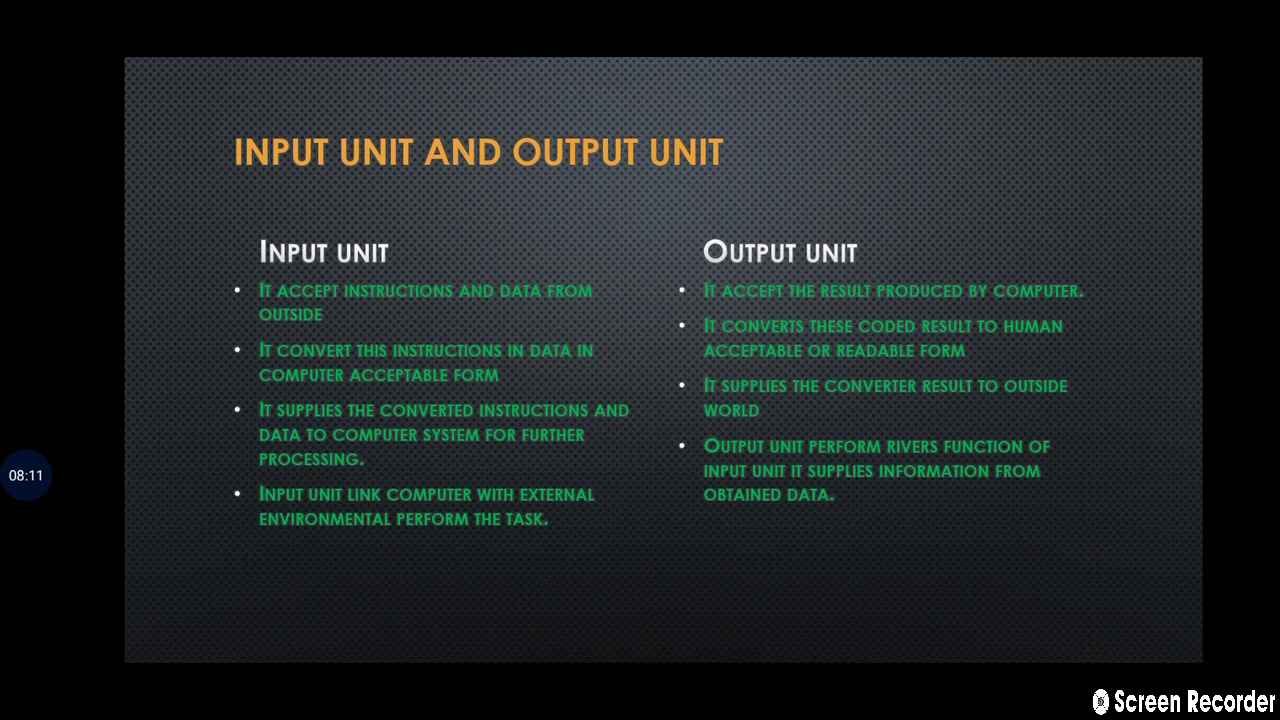 INPUT UNIT AND OUTPUT UNIT
INPUT UNIT
• IT ACCEPT INSTRUCTIONS AND DATA FROM
OUTSIDE
• IT CONVERT THIS INSTRUCTIONS IN DATA IN
COMPUTER ACCEPTABLE FORM
• IT SUPPLIES THE CONVERTED INSTRUCTIONS AND
DATA TO COMPUTER SYSTEM FOR FURTHER
PROCESSING.
• INPUT UNIT LINK COMPUTER WITH EXTERNAL
ENVIRONMENTAL PERFORM THE TASK.
OUTPUT UNIT
• IT ACCEPT THE RESULT PRODUCED BY COMPUTER.
• IT CONVERTS THESE CODED RESULT TO HUMAN
ACCEPTABLE OR READABLE FORM
• IT SUPPLIES THE CONVERTER RESULT TO OUTSIDE
WORLD
• OUTPUT UNIT PERFORM RIVERS FUNCTION OF
INPUT UNIT IT SUPPLIES INFORMATION FROM
OBTAINED DATA.
08:11
Screen Recorder